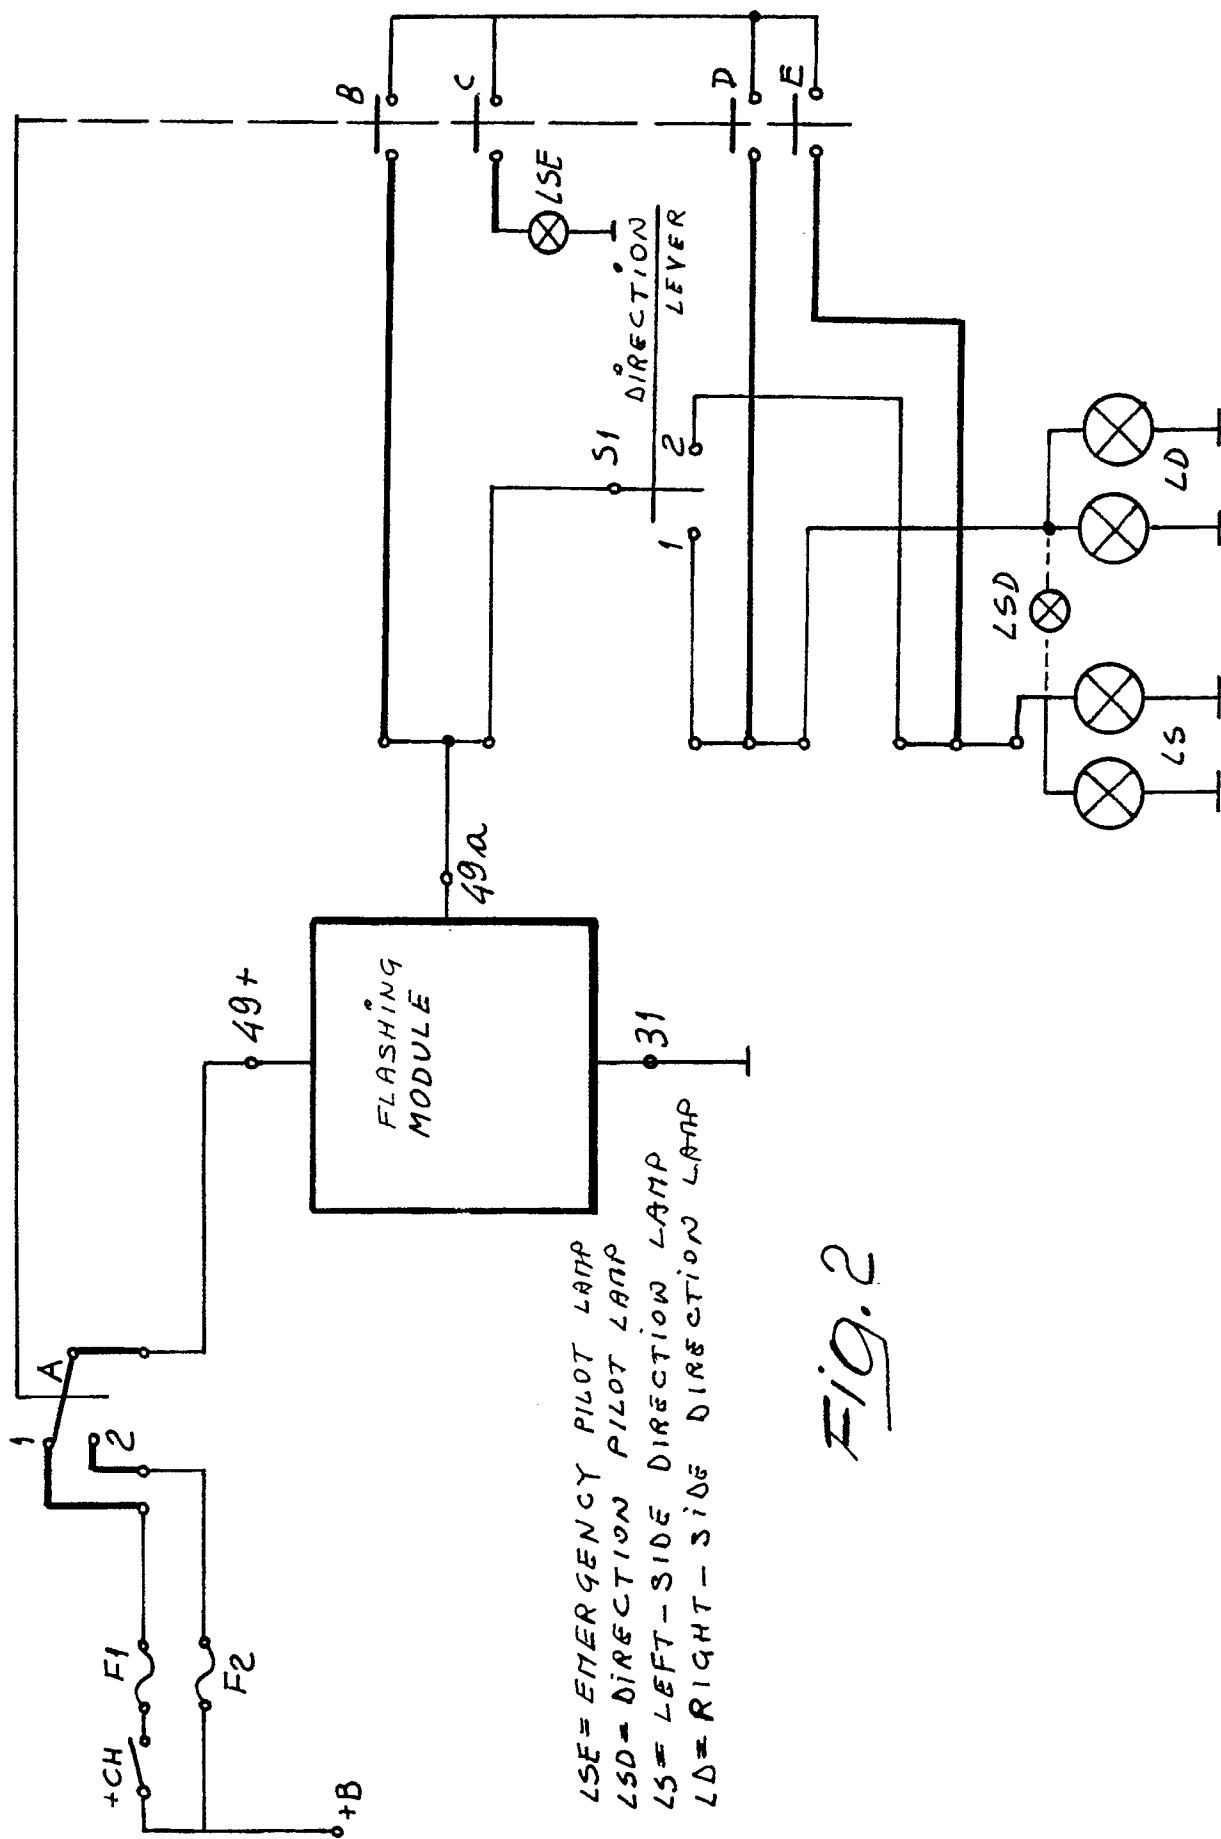 +CH
F1
F2
+B
1
2
A
49+
FLASHING
MODULE
49a
31
B
C
D
E
LSE
S1
DIRECTION
LEVER
1
2
LSD
LS
LD
LSE = EMERGENCY PILOT LAMP
LSD = DIRECTION PILOT LAMP
LS = LEFT-SIDE DIRECTION LAMP
LD = RIGHT-SIDE DIRECTION LAMP
Fig. 2